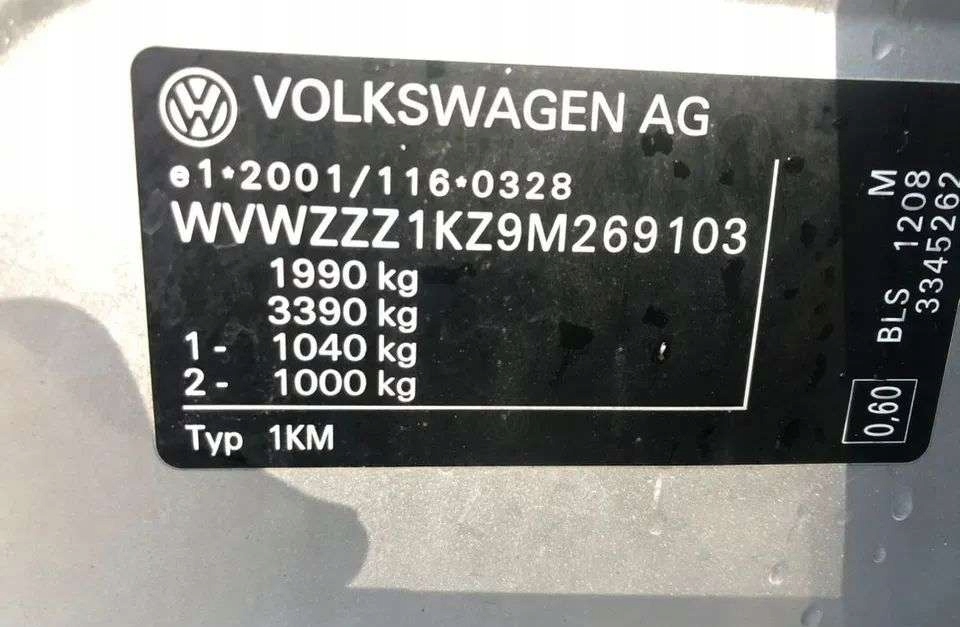 VOLKSWAGEN AG
e1*2001/116*0328
WVWZZZ1KZ9M269103
1990 kg
3390 kg
1- 1040 kg
2- 1000 kg
Typ 1KM
M
BLS 1208
3345262
0,60